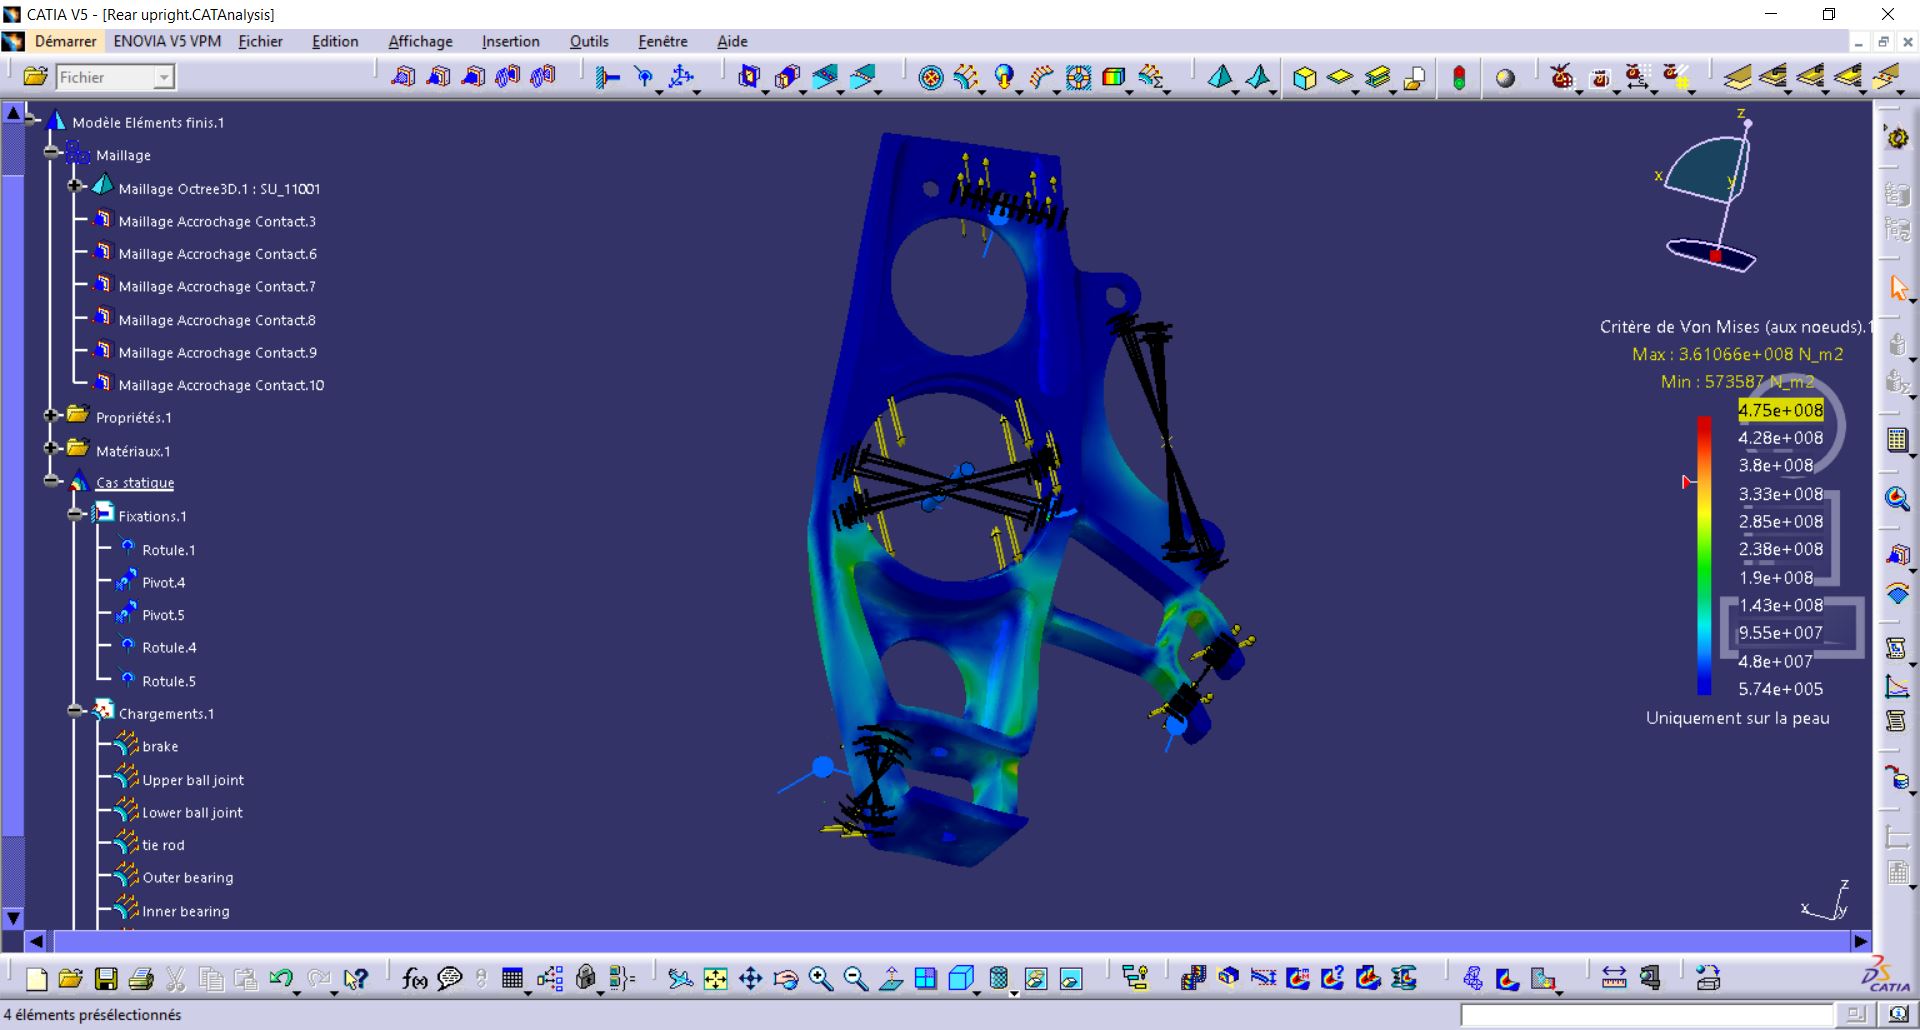 CATIA V5 - [Rear upright.CATAnalysis]
Démarrer ENOVIA V5 VPM Fichier Edition Affichage Insertion Outils Fenêtre Aide
Fichier
Modèle Eléments finis.1
Maillage
Maillage Octree3D.1 : SU_11001
Maillage Accrochage Contact.3
Maillage Accrochage Contact.6
Maillage Accrochage Contact.7
Maillage Accrochage Contact.8
Maillage Accrochage Contact.9
Maillage Accrochage Contact.10
Propriétés.1
Matériaux.1
Cas statique
Fixations.1
Rotule.1
Pivot.4
Pivot.5
Rotule.4
Rotule.5
Chargements.1
brake
Upper ball joint
Lower ball joint
tie rod
Outer bearing
Inner bearing
z
x
y
Critère de Von Mises (aux noeuds).1
Max : 3.61066e+008 N_m2
Min : 573587 N_m2
4.75e+008
4.28e+008
3.8e+008
3.33e+008
2.85e+008
2.38e+008
1.9e+008
1.43e+008
9.55e+007
4.8e+007
5.74e+005
Uniquement sur la peau
z
x
y
f(x)
CATIA
4 éléments présélectionnés